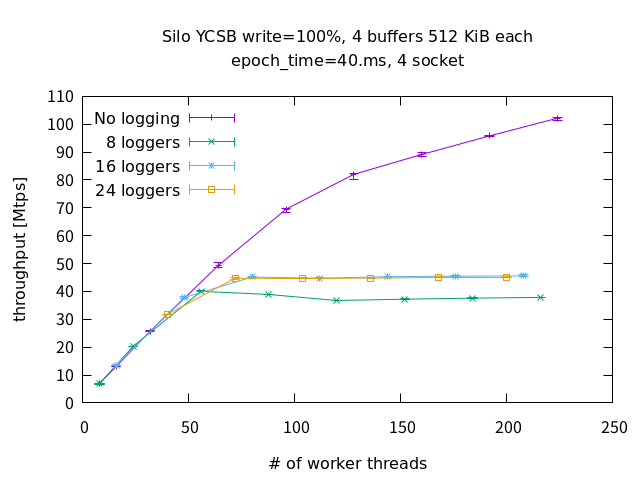 Silo YCSB write=100%, 4 buffers 512 KiB each
epoch_time=40.ms, 4 socket
throughput [Mtps]
110
100
90
80
70
60
50
40
30
20
10
0
No logging
8 loggers
16 loggers
24 loggers
0 50 100 150 200 250
# of worker threads